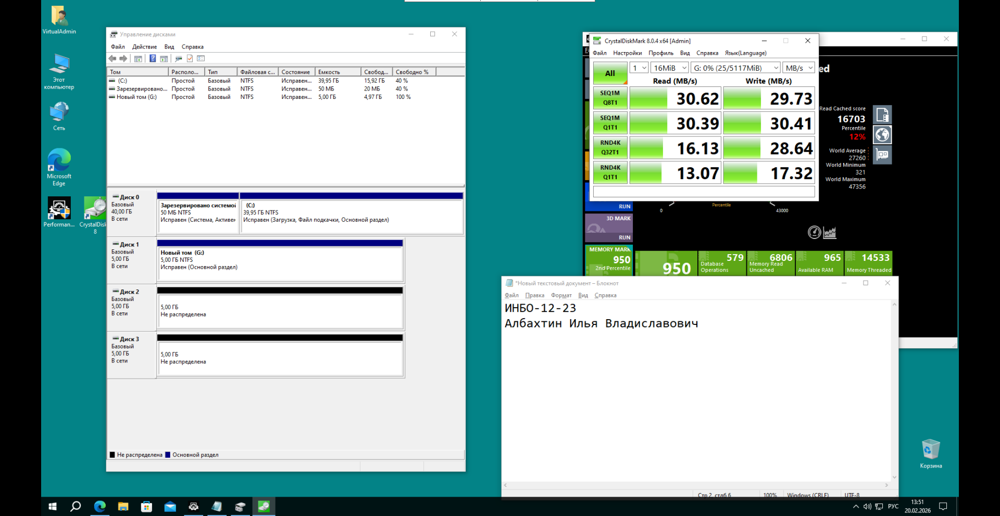 VirtualAdmin
Этот
компьютер
Сеть
Microsoft
Edge
Performan...
CrystalDisk
8
Управление дисками
Файл Действие Вид Справка
Том Располо... Тип Файловая с... Состояние Емкость Свобод... Свободно %
(C:) Простой Базовый NTFS Исправен... 39,95 ГБ 15,92 ГБ 40 %
Зарезервировано... Простой Базовый NTFS Исправен... 50 МБ 20 МБ 40 %
Новый том (G:) Простой Базовый NTFS Исправен... 5,00 ГБ 4,97 ГБ 100 %
Диск 0
Базовый
40,00 ГБ
В сети
Зарезервировано системой
50 МБ NTFS
Исправен (Система, Активен
(C:)
39,95 ГБ NTFS
Исправен (Загрузка, Файл подкачки, Основной раздел)
Диск 1
Базовый
5,00 ГБ
В сети
Новый том (G:)
5,00 ГБ NTFS
Исправен (Основной раздел)
Диск 2
Базовый
5,00 ГБ
В сети
5,00 ГБ
Не распределена
Диск 3
Базовый
5,00 ГБ
В сети
5,00 ГБ
Не распределена
Не распределена Основной раздел
CrystalDiskMark 8.0.4 x64 [Admin]
Файл Настройки Профиль Вид Справка Язык(Language)
All 1 16MiB G: 0% (25/5117MiB) MB/s
Read (MB/s) Write (MB/s)
SEQ1M
Q8T1
30.62 29.73
SEQ1M
Q1T1
30.39 30.41
RND4K
Q32T1
16.13 28.64
RND4K
Q1T1
13.07 17.32
ed
Read Cached score
16703
Percentile
12%
World Average
27260
World Minimum
321
World Maximum
47356
RUN
Percentile
0 43000
3D MARK
RUN
MEMORY MARK
950
2nd Percentile
950
579
Database
Operations
6806
Memory Read
Uncached
965
Available RAM
14533
Memory Threaded
*Новый текстовый документ – Блокнот
Файл Правка Формат Вид Справка
ИНБО-12-23
Албахтин Илья Владиславович
Стр 2, стлб 6 100% Windows (CRLF) UTF-8
Корзина
РУС
13:51
20.02.2026